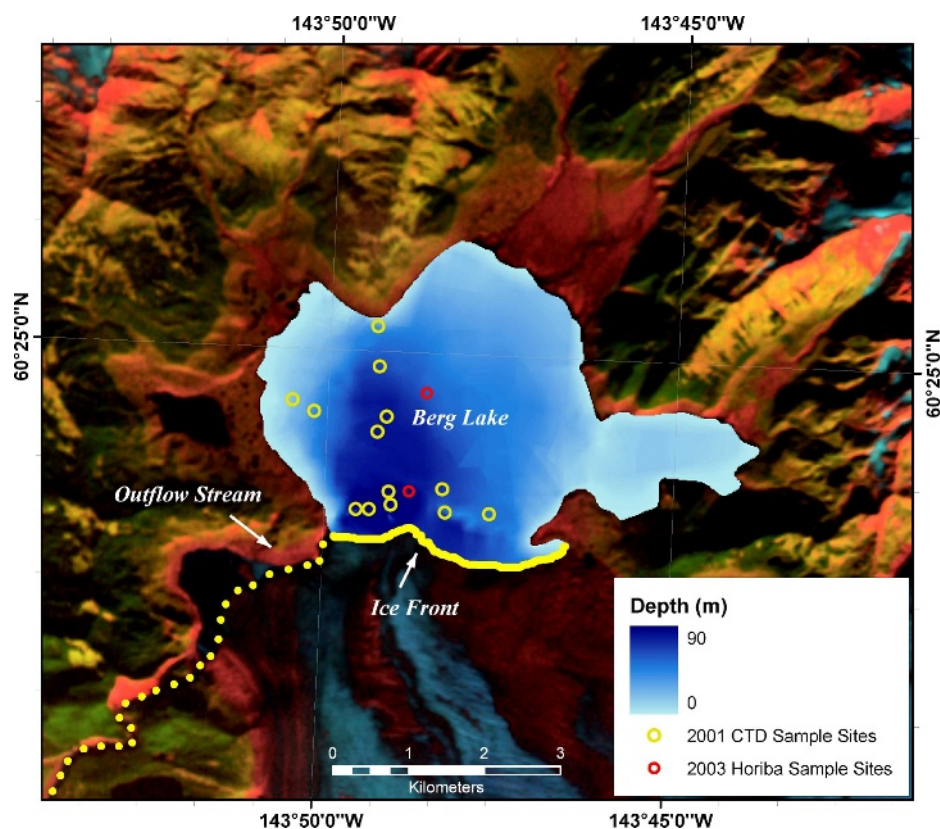 143°50'0"W
143°45'0"W
60°25'0"N
60°25'0"N
Berg Lake
Outflow Stream
Ice Front
Depth (m)
90
0
2001 CTD Sample Sites
2003 Horiba Sample Sites
0 1 2 3
Kilometers
143°50'0"W
143°45'0"W